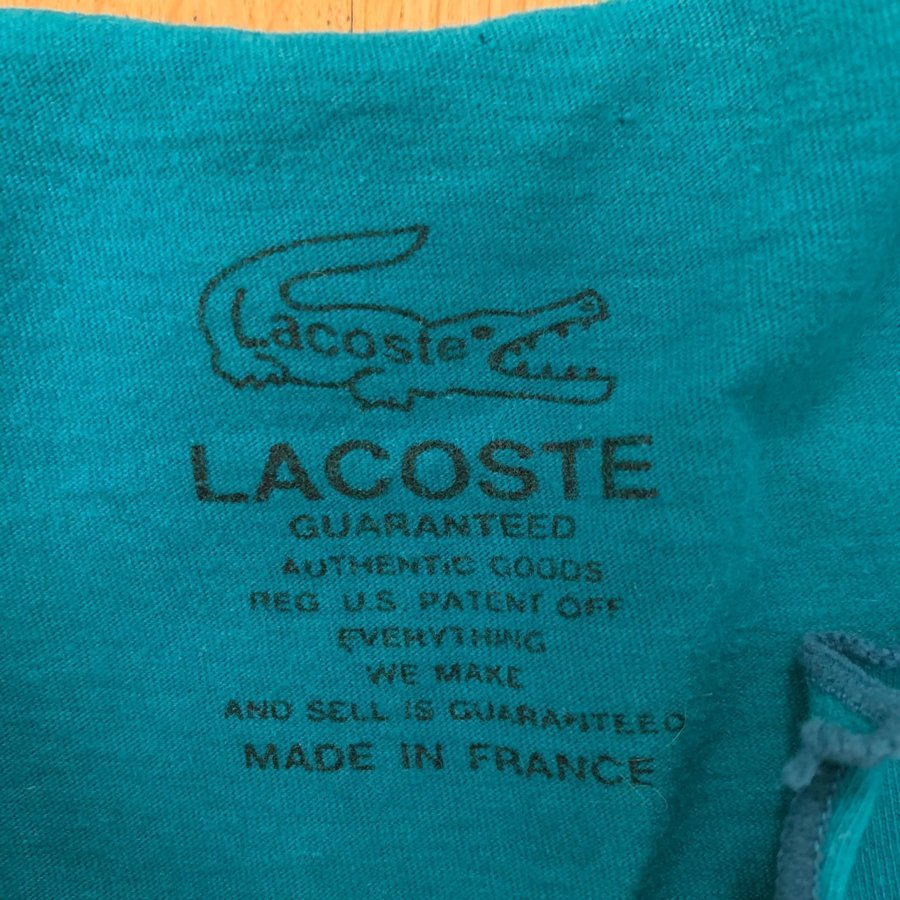 Lacoste
LACOSTE
GUARANTEED
AUTHENTIC GOODS
REG U.S. PATENT OFF
EVERYTHING
WE MAKE
AND SELL IS GUARANTEED
MADE IN FRANCE